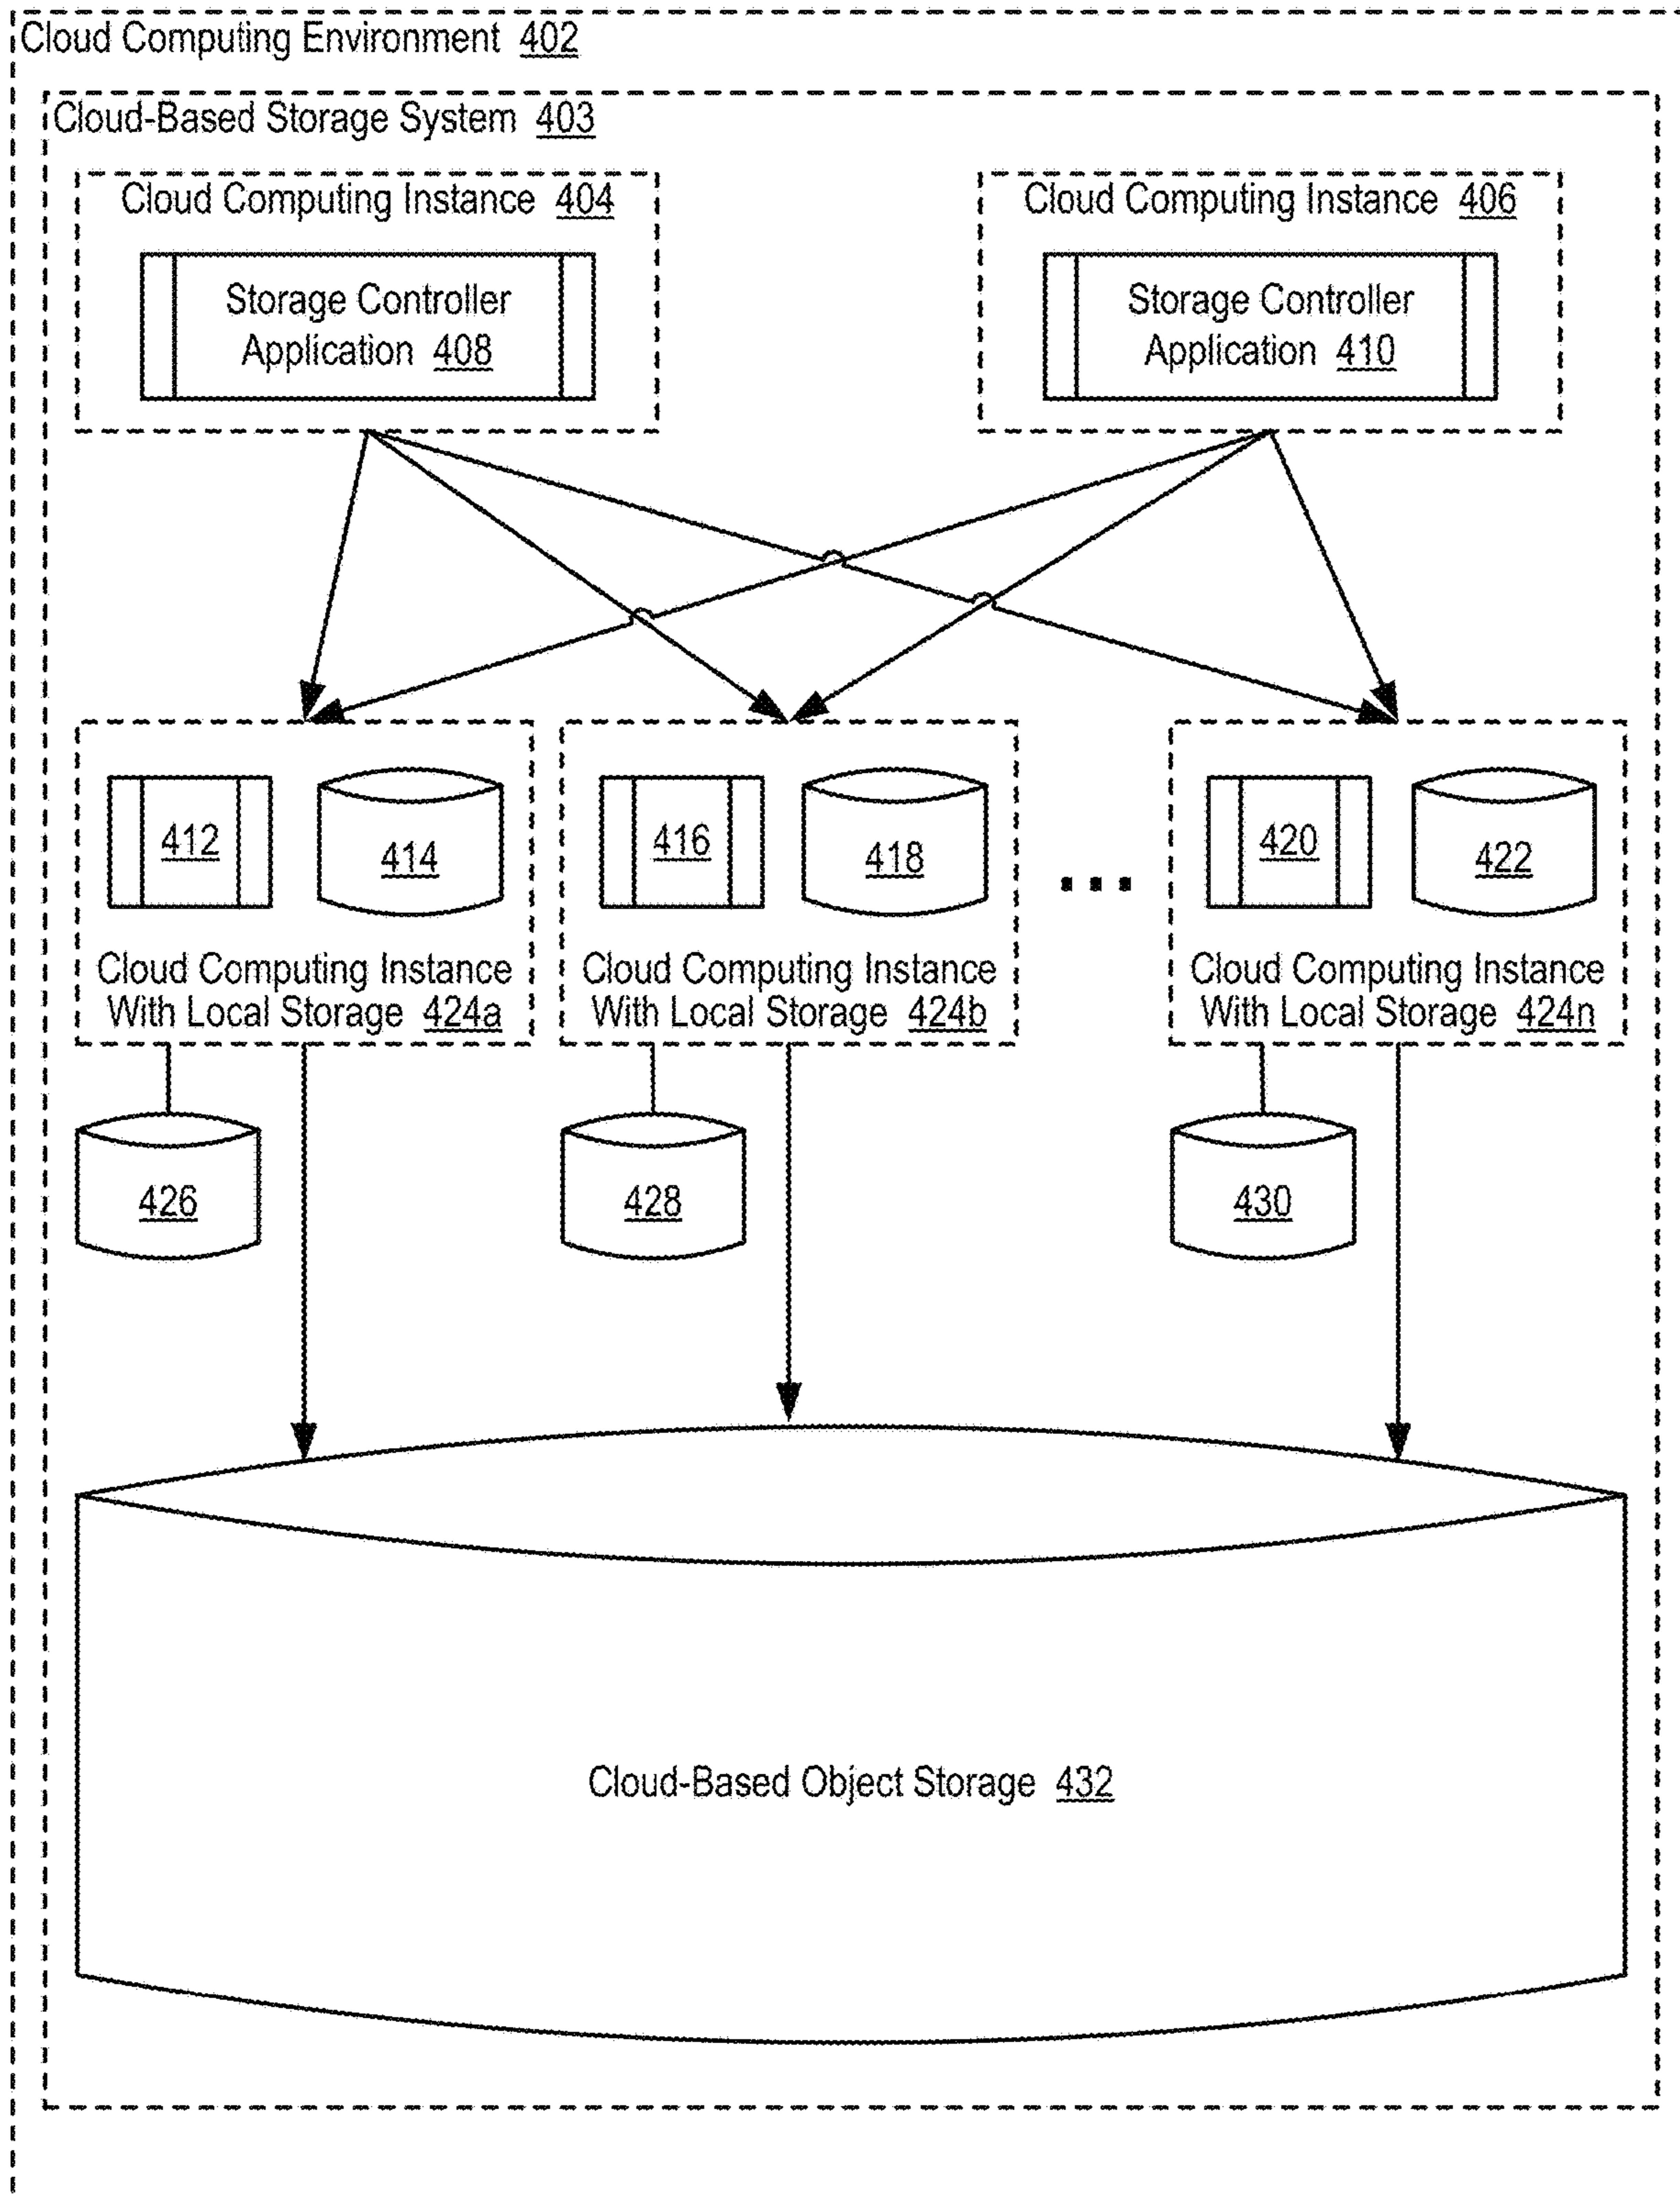 Cloud Computing Environment 402
Cloud-Based Storage System 403
Cloud Computing Instance 404
Storage Controller
Application 408
Cloud Computing Instance 406
Storage Controller
Application 410
412
414
Cloud Computing Instance
With Local Storage 424a
416
418
Cloud Computing Instance
With Local Storage 424b
420
422
Cloud Computing Instance
With Local Storage 424n
426
428
430
Cloud-Based Object Storage 432